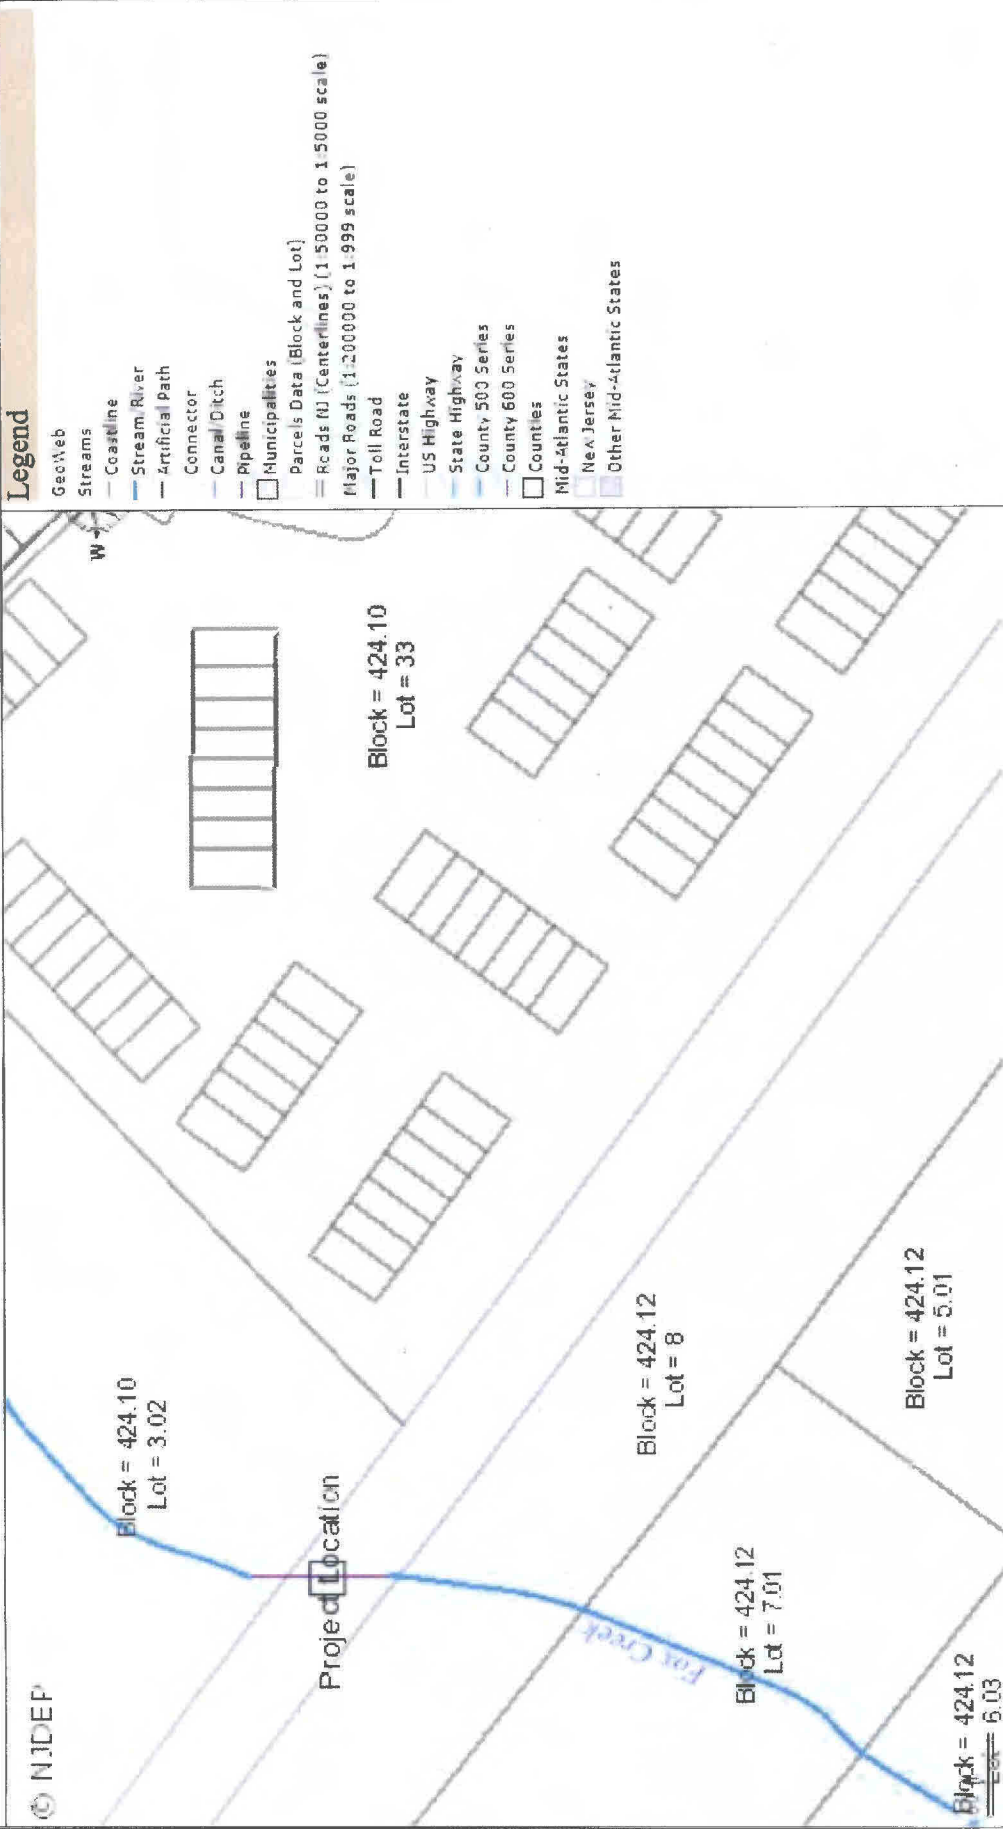 Legend
GeoWeb
Streams
Coastline
Stream/River
Artificial Path
Connector
Canal/Ditch
Pipeline
Municipalities
Parcels Data (Block and Lot)
Roads NJ (Centerlines) (1:50000 to 1:5000 scale)
Major Roads (1:200000 to 1:999 scale)
Toll Road
Interstate
US Highway
State Highway
County 500 Series
County 600 Series
Counties
Mid-Atlantic States
New Jersey
Other Mid-Atlantic States
© NJDEP
W
Block = 424.10
Lot = 3.02
Block = 424.10
Lot = 33
Project Location
Block = 424.12
Lot = 8
Fox Creek
Block = 424.12
Lot = 7.01
Block = 424.12
Lot = 5.01
Block = 424.12
Lot = 6.03